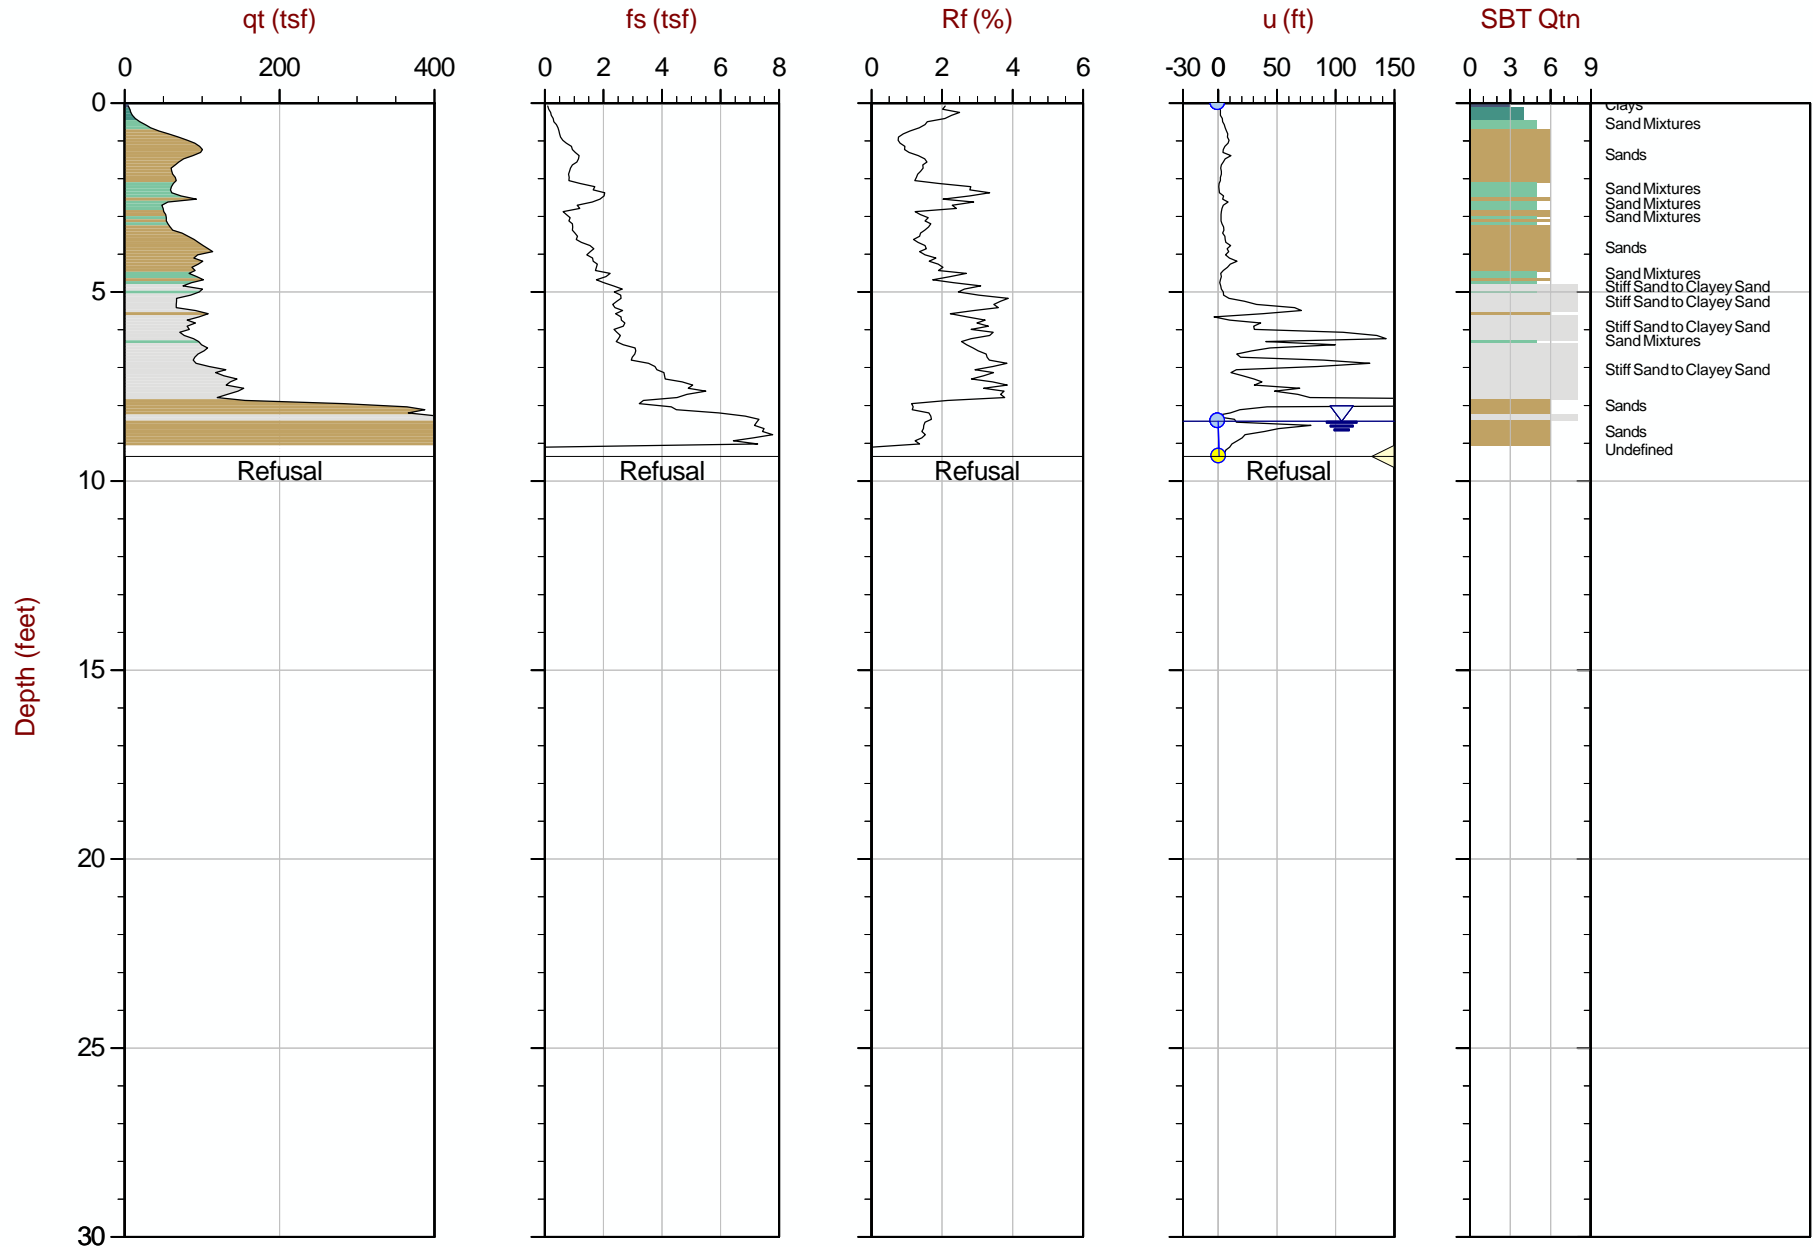 qt (tsf) fs (tsf) Rf (%) u (ft) SBT Qtn
0 200 400 0 2 4 6 8 0 2 4 6 -30 0 50 100 150 0 3 6 9
0
Clays
Sand Mixtures
Sands
Sand Mixtures
Sand Mixtures
Sand Mixtures
Sands
Sand Mixtures
Stiff Sand to Clayey Sand
5
Stiff Sand to Clayey Sand
Stiff Sand to Clayey Sand
Sand Mixtures
Stiff Sand to Clayey Sand
Sands
Sands
Undefined
Refusal Refusal Refusal Refusal
10
15
Depth (feet)
20
25
30